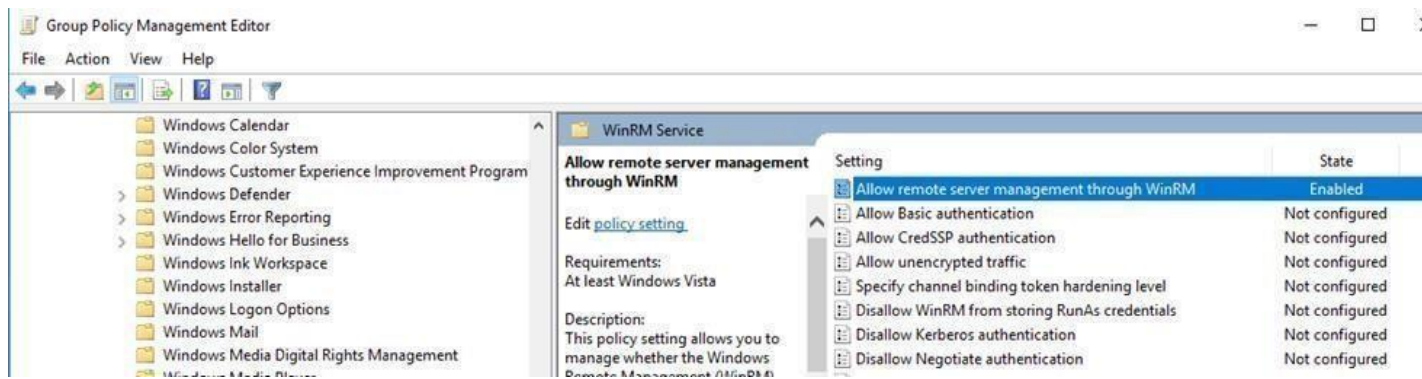 Group Policy Management Editor
File Action View Help
Windows Calendar
Windows Color System
Windows Customer Experience Improvement Program
Windows Defender
Windows Error Reporting
Windows Hello for Business
Windows Ink Workspace
Windows Installer
Windows Logon Options
Windows Mail
Windows Media Digital Rights Management
Windows Media Player
WinRM Service
Allow remote server management
through WinRM
Edit policy setting
Requirements:
At least Windows Vista
Description:
This policy setting allows you to
manage whether the Windows
Remote Management (WinRM)
Setting State
Allow remote server management through WinRM Enabled
Allow Basic authentication Not configured
Allow CredSSP authentication Not configured
Allow unencrypted traffic Not configured
Specify channel binding token hardening level Not configured
Disallow WinRM from storing RunAs credentials Not configured
Disallow Kerberos authentication Not configured
Disallow Negotiate authentication Not configured